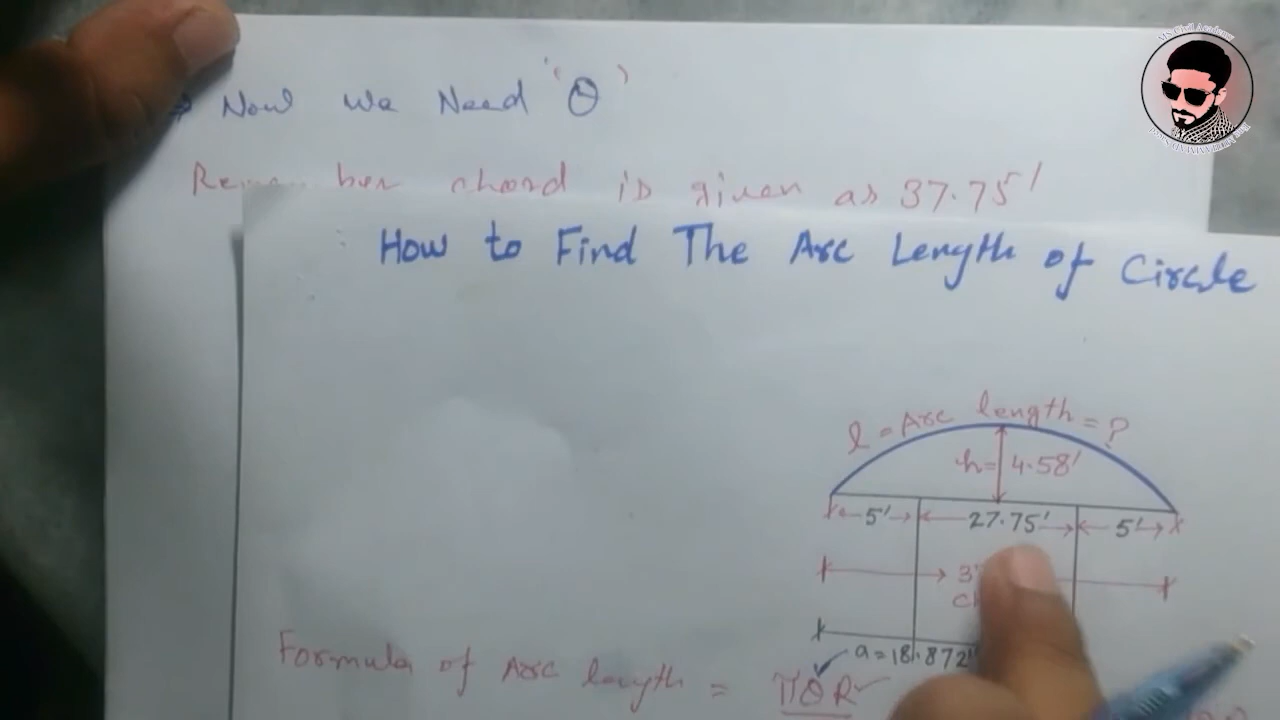 Now We Need 'θ'
chord is given as 37.75'
How to Find The Arc Length of Circle
l = Arc length = ?
h = 4.58'
5' 27.75' 5'
a = 18.872'
Formula of Arc length = πθR